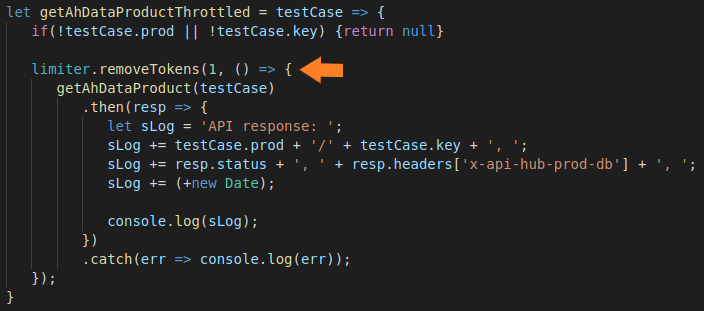 let getAhDataProductThrottled = testCase => {
if(!testCase.prod || !testCase.key) {return null}
limiter.removeTokens(1, () => {
getAhDataProduct(testCase)
.then(resp => {
let sLog = 'API response: ';
sLog += testCase.prod + '/' + testCase.key + ', ';
sLog += resp.status + ', ' + resp.headers['x-api-hub-prod-db'] + ', ';
sLog += (+new Date);
console.log(sLog);
})
.catch(err => console.log(err));
});
}